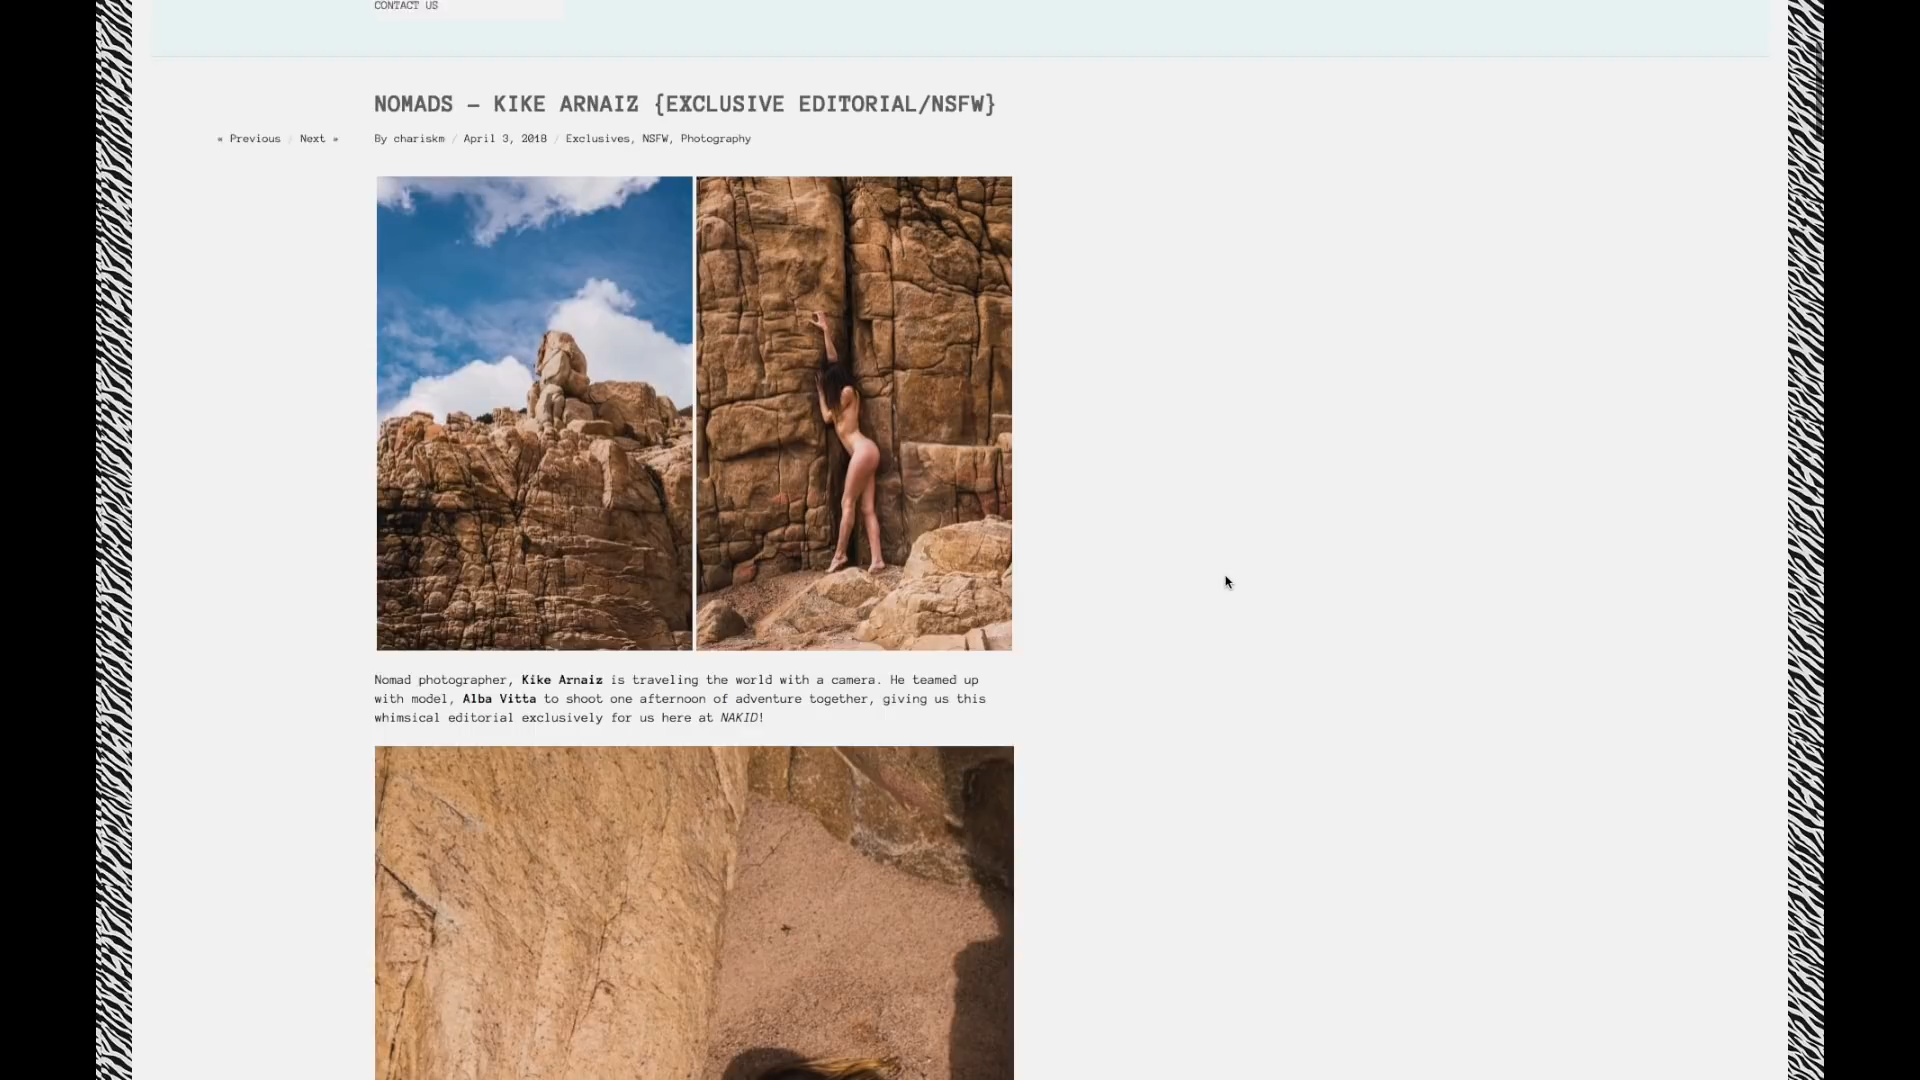 CONTACT US
NOMADS – KIKE ARNAIZ {EXCLUSIVE EDITORIAL/NSFW}
« Previous / Next »
By chariskm / April 3, 2018 / Exclusives, NSFW, Photography
Nomad photographer, Kike Arnaiz is traveling the world with a camera. He teamed up
with model, Alba Vitta to shoot one afternoon of adventure together, giving us this
whimsical editorial exclusively for us here at NAKID!